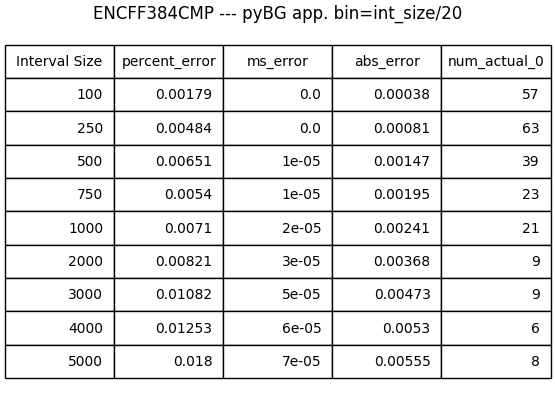 ENCFF384CMP --- pyBG app. bin=int_size/20
Interval Size percent_error ms_error abs_error num_actual_0
100 0.00179 0.0 0.00038 57
250 0.00484 0.0 0.00081 63
500 0.00651 1e-05 0.00147 39
750 0.0054 1e-05 0.00195 23
1000 0.0071 2e-05 0.00241 21
2000 0.00821 3e-05 0.00368 9
3000 0.01082 5e-05 0.00473 9
4000 0.01253 6e-05 0.0053 6
5000 0.018 7e-05 0.00555 8